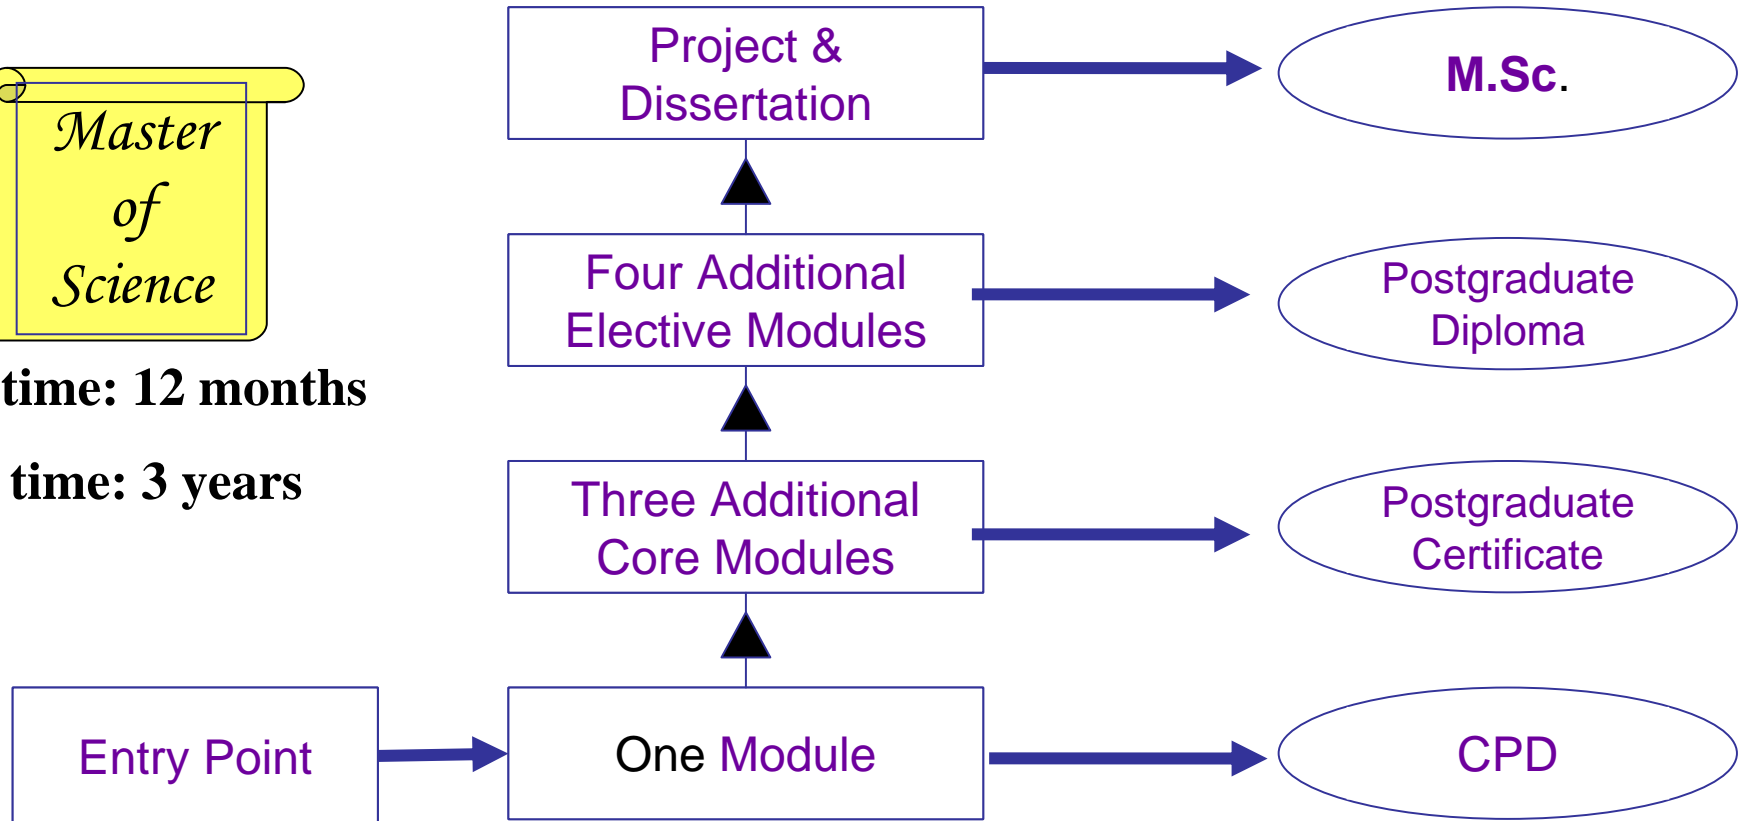 Project &
Dissertation
M.Sc.
Master
of
Science
Four Additional
Elective Modules
Postgraduate
Diploma
time: 12 months
time: 3 years
Three Additional
Core Modules
Postgraduate
Certificate
Entry Point
One Module
CPD